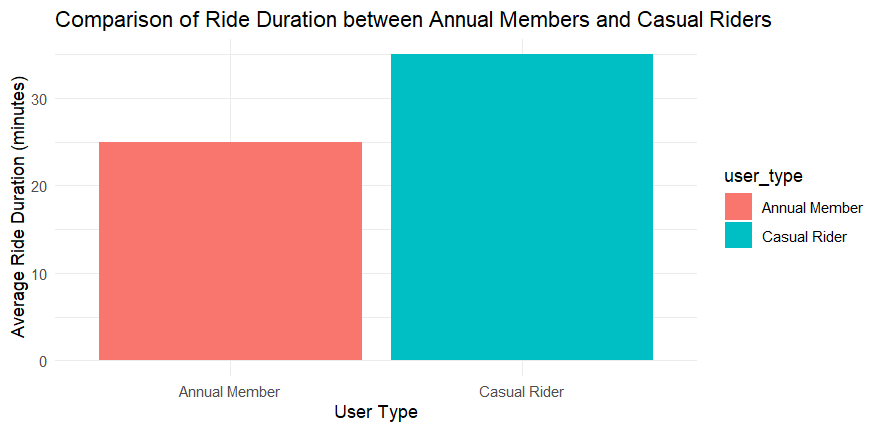 Comparison of Ride Duration between Annual Members and Casual Riders
Average Ride Duration (minutes)
30
20
10
0
Annual Member
Casual Rider
User Type
user_type
Annual Member
Casual Rider